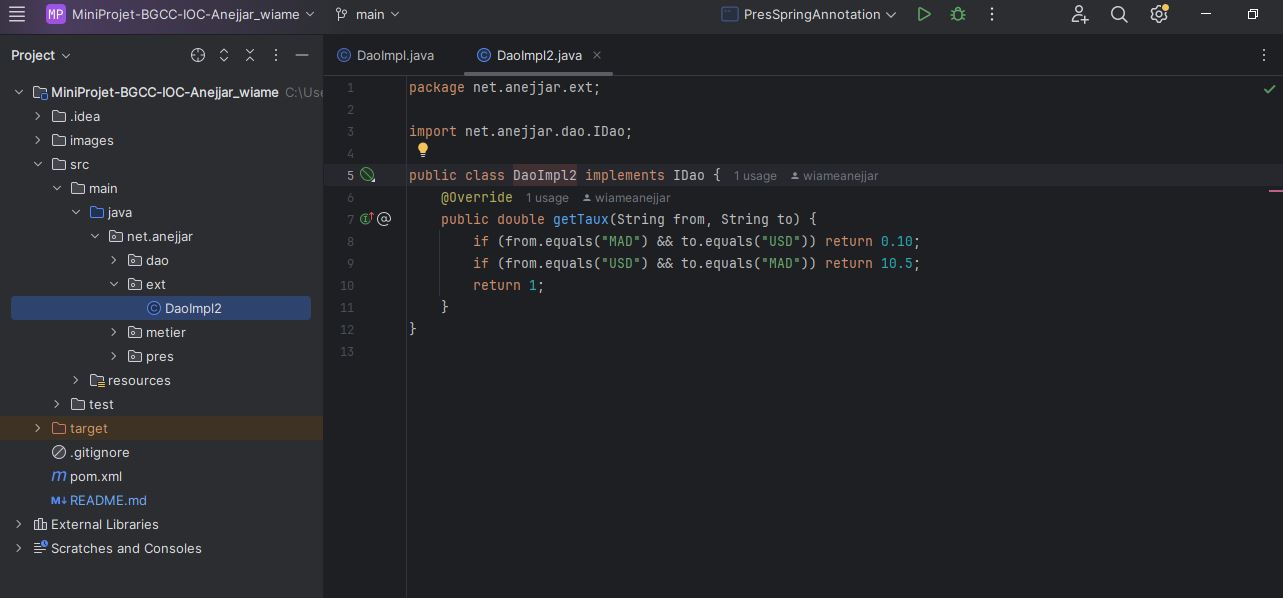 MP MiniProjet-BGCC-IOC-Anejjar_wiame main PresSpringAnnotation
Project
DaoImpl.java DaoImpl2.java
MiniProjet-BGCC-IOC-Anejjar_wiame C:\Use
.idea
images
src
main
java
net.anejjar
dao
ext
DaoImpl2
metier
pres
resources
test
target
.gitignore
pom.xml
README.md
External Libraries
Scratches and Consoles
1 package net.anejjar.ext;
2
3 import net.anejjar.dao.IDao;
4
5 public class DaoImpl2 implements IDao { 1 usage wiameanejjar
6 @Override 1 usage wiameanejjar
7 public double getTaux(String from, String to) {
8 if (from.equals("MAD") && to.equals("USD")) return 0.10;
9 if (from.equals("USD") && to.equals("MAD")) return 10.5;
10 return 1;
11 }
12 }
13